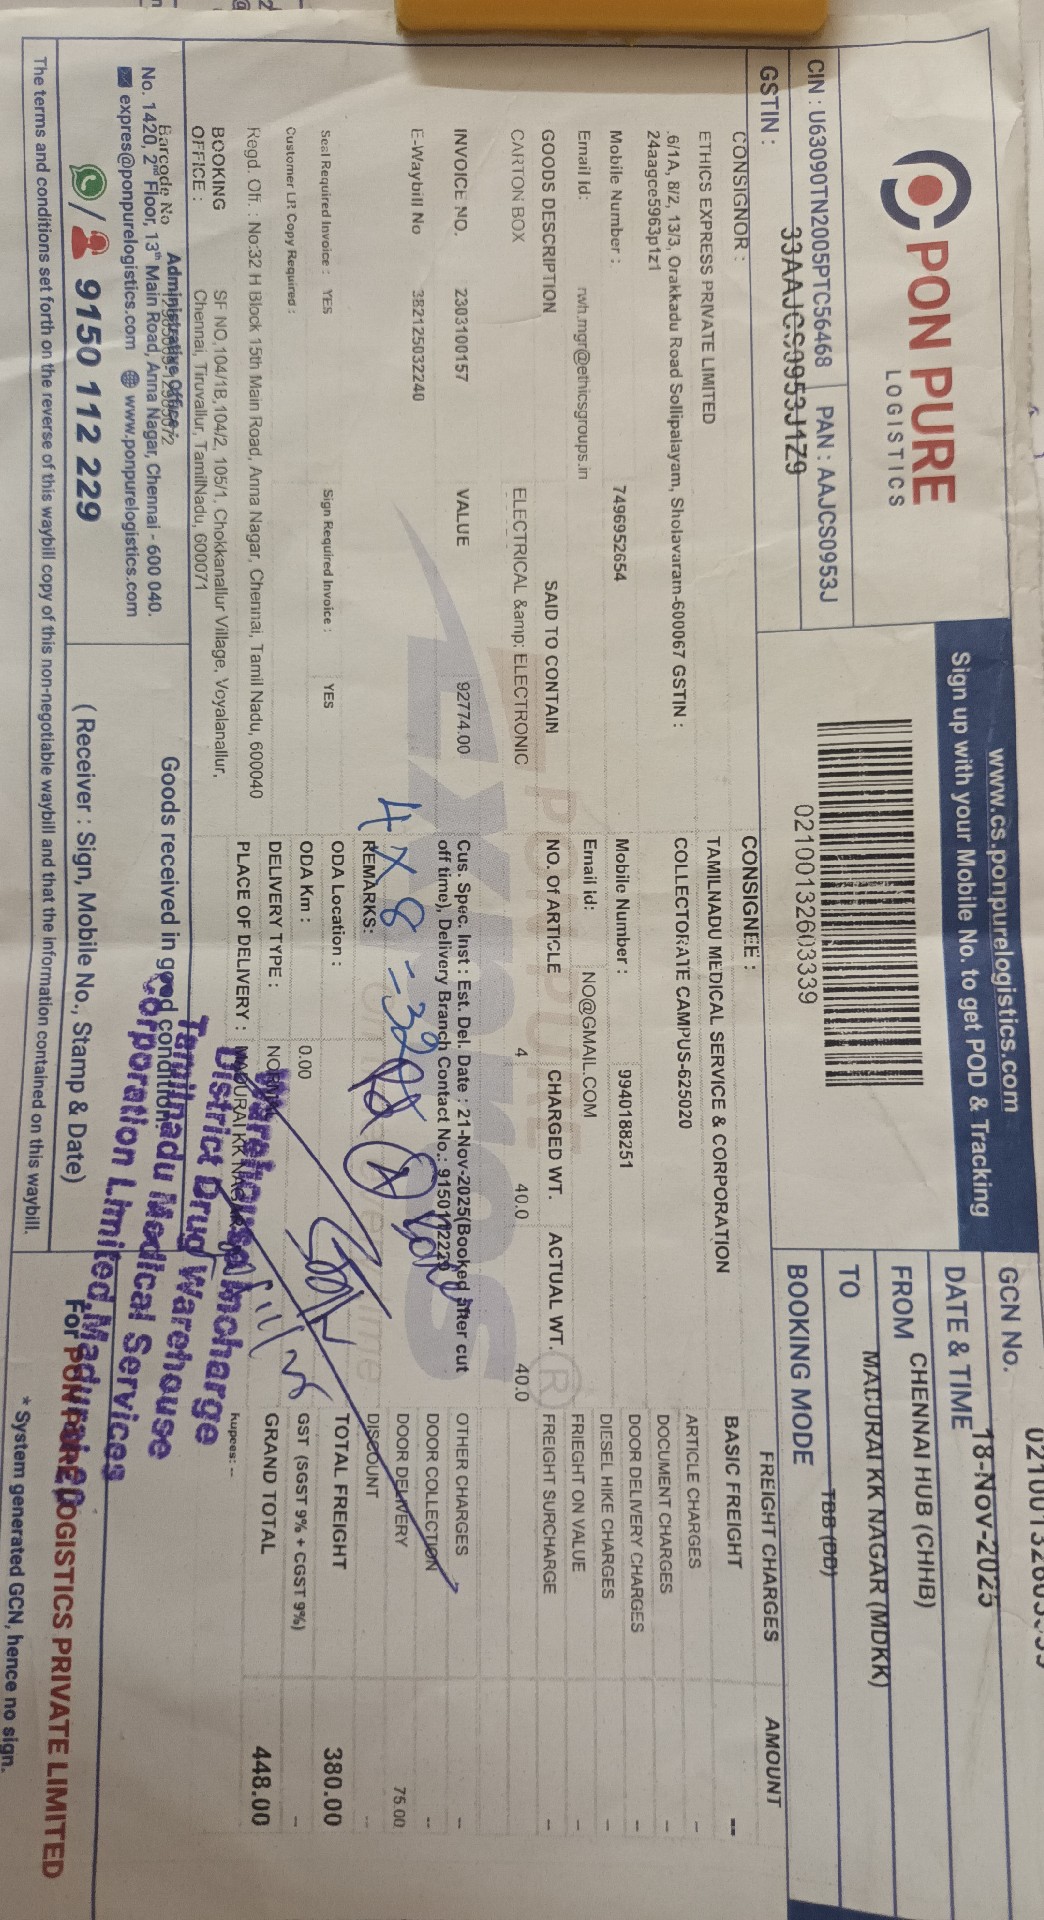 PON PURE
LOGISTICS
CIN : U63090TN2005PTC56468 PAN : AAJCS0953J
GSTIN : 33AAJCS0953J1Z9
www.cs.ponpurelogistics.com
Sign up with your Mobile No. to get POD & Tracking
02100132603339
GCN No.
DATE & TIME 18-Nov-2025
FROM CHENNAI HUB (CHHB)
TO MADURAI KK NAGAR (MDKK)
BOOKING MODE TBB (DD)
CONSIGNOR :
ETHICS EXPRESS PRIVATE LIMITED
.6/1A, 8/2, 13/3, Orakkadu Road Sollipalayam, Sholavaram-600067 GSTIN :
24aagce5963p1z1
Mobile Number : 7496952654
Email id: rwh.mgr@ethicsgroups.in
CONSIGNEE :
TAMILNADU MEDICAL SERVICE & CORPORATION
COLLECTORATE CAMPUS-625020
Mobile Number : 9940188251
Email id: NO@GMAIL.COM
GOODS DESCRIPTION SAID TO CONTAIN NO. Of ARTICLE CHARGED WT. ACTUAL WT.
CARTON BOX ELECTRICAL &amp; ELECTRONIC 4 40.0 40.0
INVOICE NO. 2303100157 VALUE 92774.00
E-Waybill No 382125032240
Cus. Spec. Inst : Est. Del. Date : 21-Nov-2025(Booked after cut
off time), Delivery Branch Contact No.: 9150112229
4 X 8 = 32
REMARKS:
Seal Required Invoice : YES Sign Required Invoice : YES
ODA Location :
Customer LR Copy Required :
ODA Km : 0.00
DELIVERY TYPE : NORMAL
PLACE OF DELIVERY : MADURAI KK NAGAR
Regd. Off. : No:32 H Block 15th Main Road, Anna Nagar, Chennai, Tamil Nadu, 600040
BOOKING OFFICE : SF NO,104/1B,104/2, 105/1, Chokkanallur Village, Voyalanallur,
Chennai, Tiruvallur, TamilNadu, 600071
FREIGHT CHARGES AMOUNT
BASIC FREIGHT --
ARTICLE CHARGES –
DOCUMENT CHARGES –
DOOR DELIVERY CHARGES –
DIESEL HIKE CHARGES –
FRIEGHT ON VALUE –
FREIGHT SURCHARGE –
OTHER CHARGES –
DOOR COLLECTION --
DOOR DELIVERY 75.00
DISCOUNT --
TOTAL FREIGHT 380.00
GST (SGST 9% + CGST 9%) –
GRAND TOTAL 448.00
Rupees: --
Barcode No
Administrative Office :
No. 1420, 2nd Floor, 13th Main Road, Anna Nagar, Chennai - 600 040.
expres@ponpurelogistics.com www.ponpurelogistics.com
9150 112 229
Goods received in good condition
( Receiver : Sign, Mobile No., Stamp & Date)
Warehouse Incharge
District Drug Warehouse
Tamilnadu Medical Services
Corporation Limited, Madurai
For PON PURE LOGISTICS PRIVATE LIMITED
The terms and conditions set forth on the reverse of this waybill copy of this non-negotiable waybill and that the information contained on this waybill.
* System generated GCN, hence no sign.